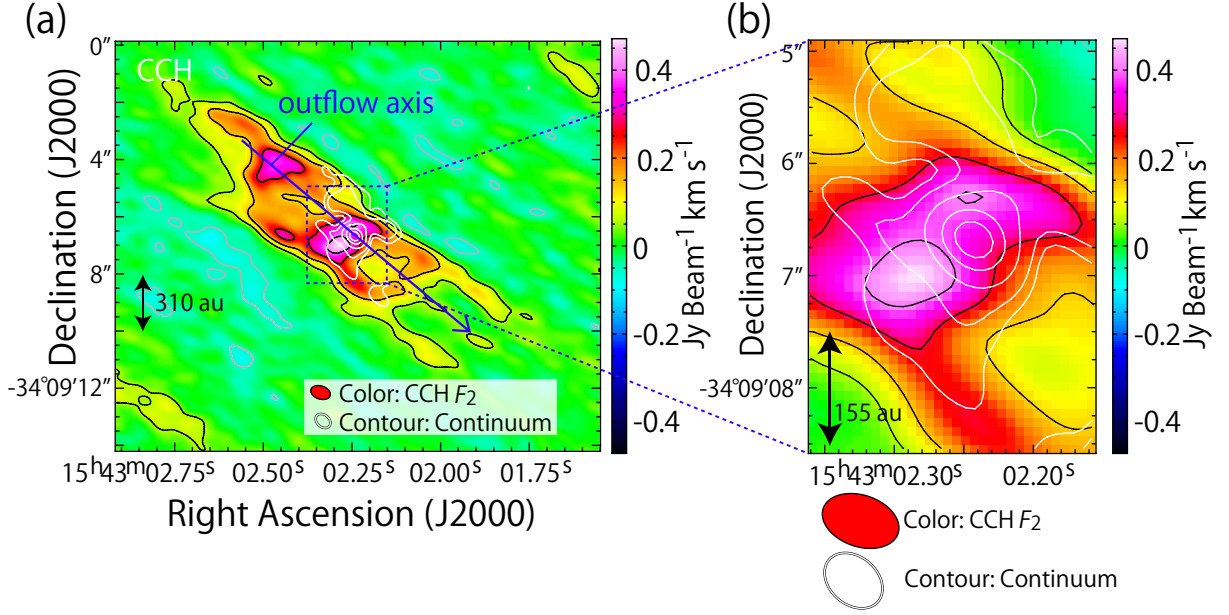 (a)
CCH
outflow axis
0"
4"
8"
-34°09'12"
310 au
Color: CCH F2
Contour: Continuum
15h43m02.75s
02.50s
02.25s
02.00s
01.75s
Declination (J2000)
Right Ascension (J2000)
0.4
0.2
0
-0.2
-0.4
Jy Beam⁻¹ km s⁻¹
(b)
5"
6"
7"
-34°09'08"
155 au
15h43m02.30s
02.20s
Declination (J2000)
0.4
0.2
0
-0.2
-0.4
Jy Beam⁻¹ km s⁻¹
Color: CCH F2
Contour: Continuum